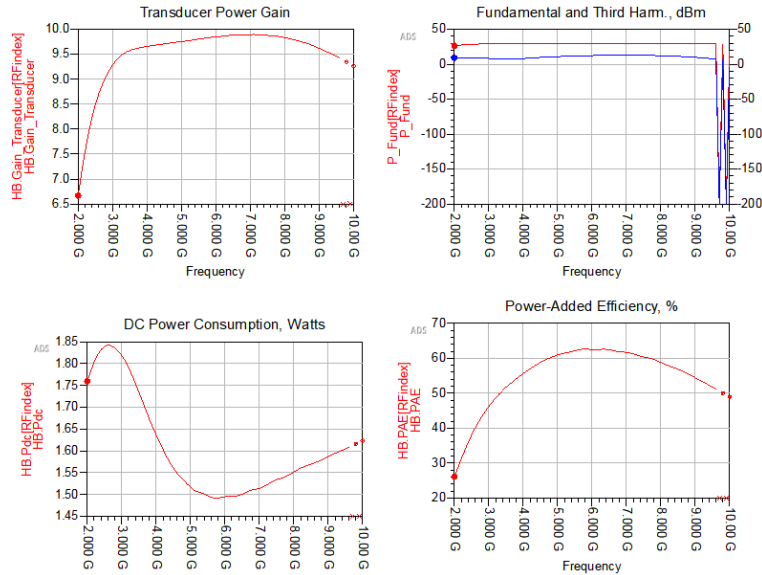 Transducer Power Gain
HB.Gain_Transducer[RFindex]
HB.Gain_Transducer
10.0
9.5
9.0
8.5
8.0
7.5
7.0
6.5
2.000 G
3.000 G
4.000 G
5.000 G
6.000 G
7.000 G
8.000 G
9.000 G
10.00 G
Frequency
Fundamental and Third Harm., dBm
ADS
P_Fund[RFindex]
P_Fund
50
0
-50
-100
-150
-200
50
0
-50
-100
-150
-200
2.000 G
3.000 G
4.000 G
5.000 G
6.000 G
7.000 G
8.000 G
9.000 G
10.00 G
Frequency
DC Power Consumption, Watts
ADS
HB.Pdc[RFindex]
HB.Pdc
1.85
1.80
1.75
1.70
1.65
1.60
1.55
1.50
1.45
2.000 G
3.000 G
4.000 G
5.000 G
6.000 G
7.000 G
8.000 G
9.000 G
10.00 G
Frequency
Power-Added Efficiency, %
ADS
HB.PAE[RFindex]
HB.PAE
70
60
50
40
30
20
2.000 G
3.000 G
4.000 G
5.000 G
6.000 G
7.000 G
8.000 G
9.000 G
10.00 G
Frequency